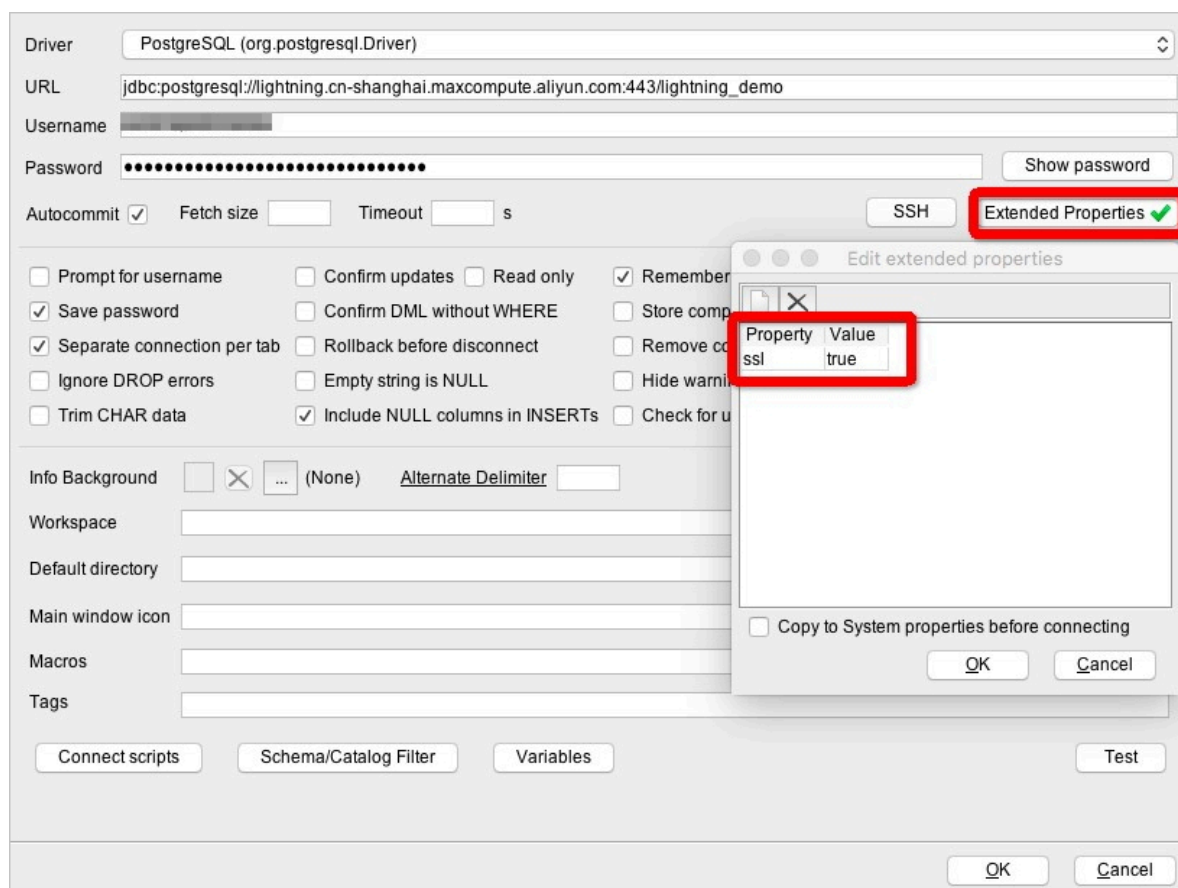 Driver PostgreSQL (org.postgresql.Driver)
URL jdbc:postgresql://lightning.cn-shanghai.maxcompute.aliyun.com:443/lightning_demo
Username
Password Show password
Autocommit Fetch size Timeout s SSH Extended Properties
Edit extended properties
Prompt for username Confirm updates Read only Remember
Save password Confirm DML without WHERE Store comp
Property Value
Separate connection per tab Rollback before disconnect Remove co
ssl true
Ignore DROP errors Empty string is NULL Hide warni
Trim CHAR data Include NULL columns in INSERTs Check for u
Info Background ... (None) Alternate Delimiter
Workspace
Default directory
Main window icon
Copy to System properties before connecting
Macros
OK Cancel
Tags
Connect scripts Schema/Catalog Filter Variables Test
OK Cancel